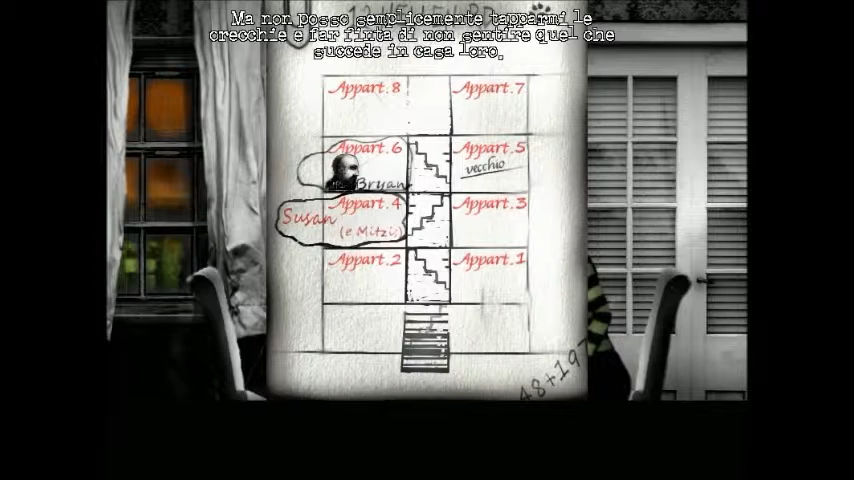 Ma non posso semplicemente tapparmi le
orecchie e far finta di non sentire quel che
succede in casa loro.
Appart.8
Appart.7
Appart.6
Appart.5
Bryan
vecchio
Appart.4
Appart.3
Susan
(e Mitzi)
Appart.2
Appart.1
48+197